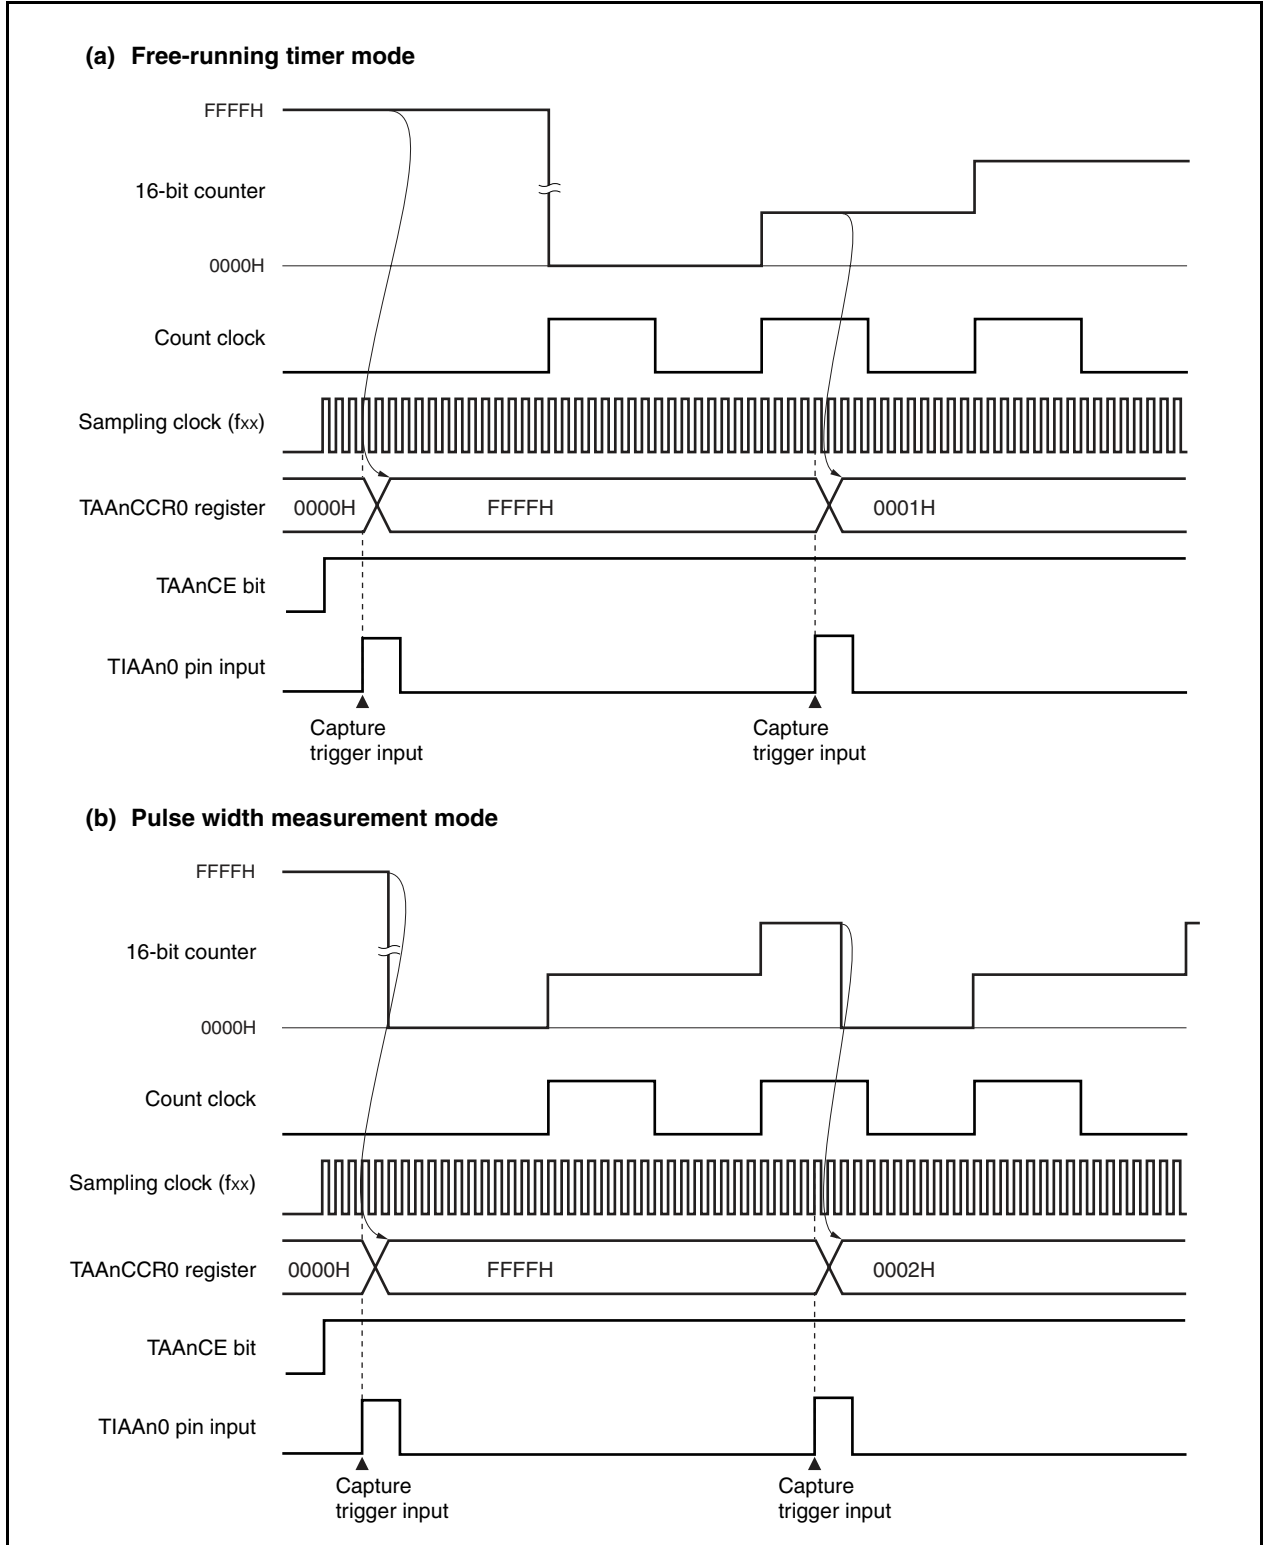 (a) Free-running timer mode
FFFFH
16-bit counter
0000H
Count clock
Sampling clock (fxx)
TAAnCCR0 register
0000H
FFFFH
0001H
TAAnCE bit
TIAAn0 pin input
Capture
trigger input
Capture
trigger input
(b) Pulse width measurement mode
FFFFH
16-bit counter
0000H
Count clock
Sampling clock (fxx)
TAAnCCR0 register
0000H
FFFFH
0002H
TAAnCE bit
TIAAn0 pin input
Capture
trigger input
Capture
trigger input